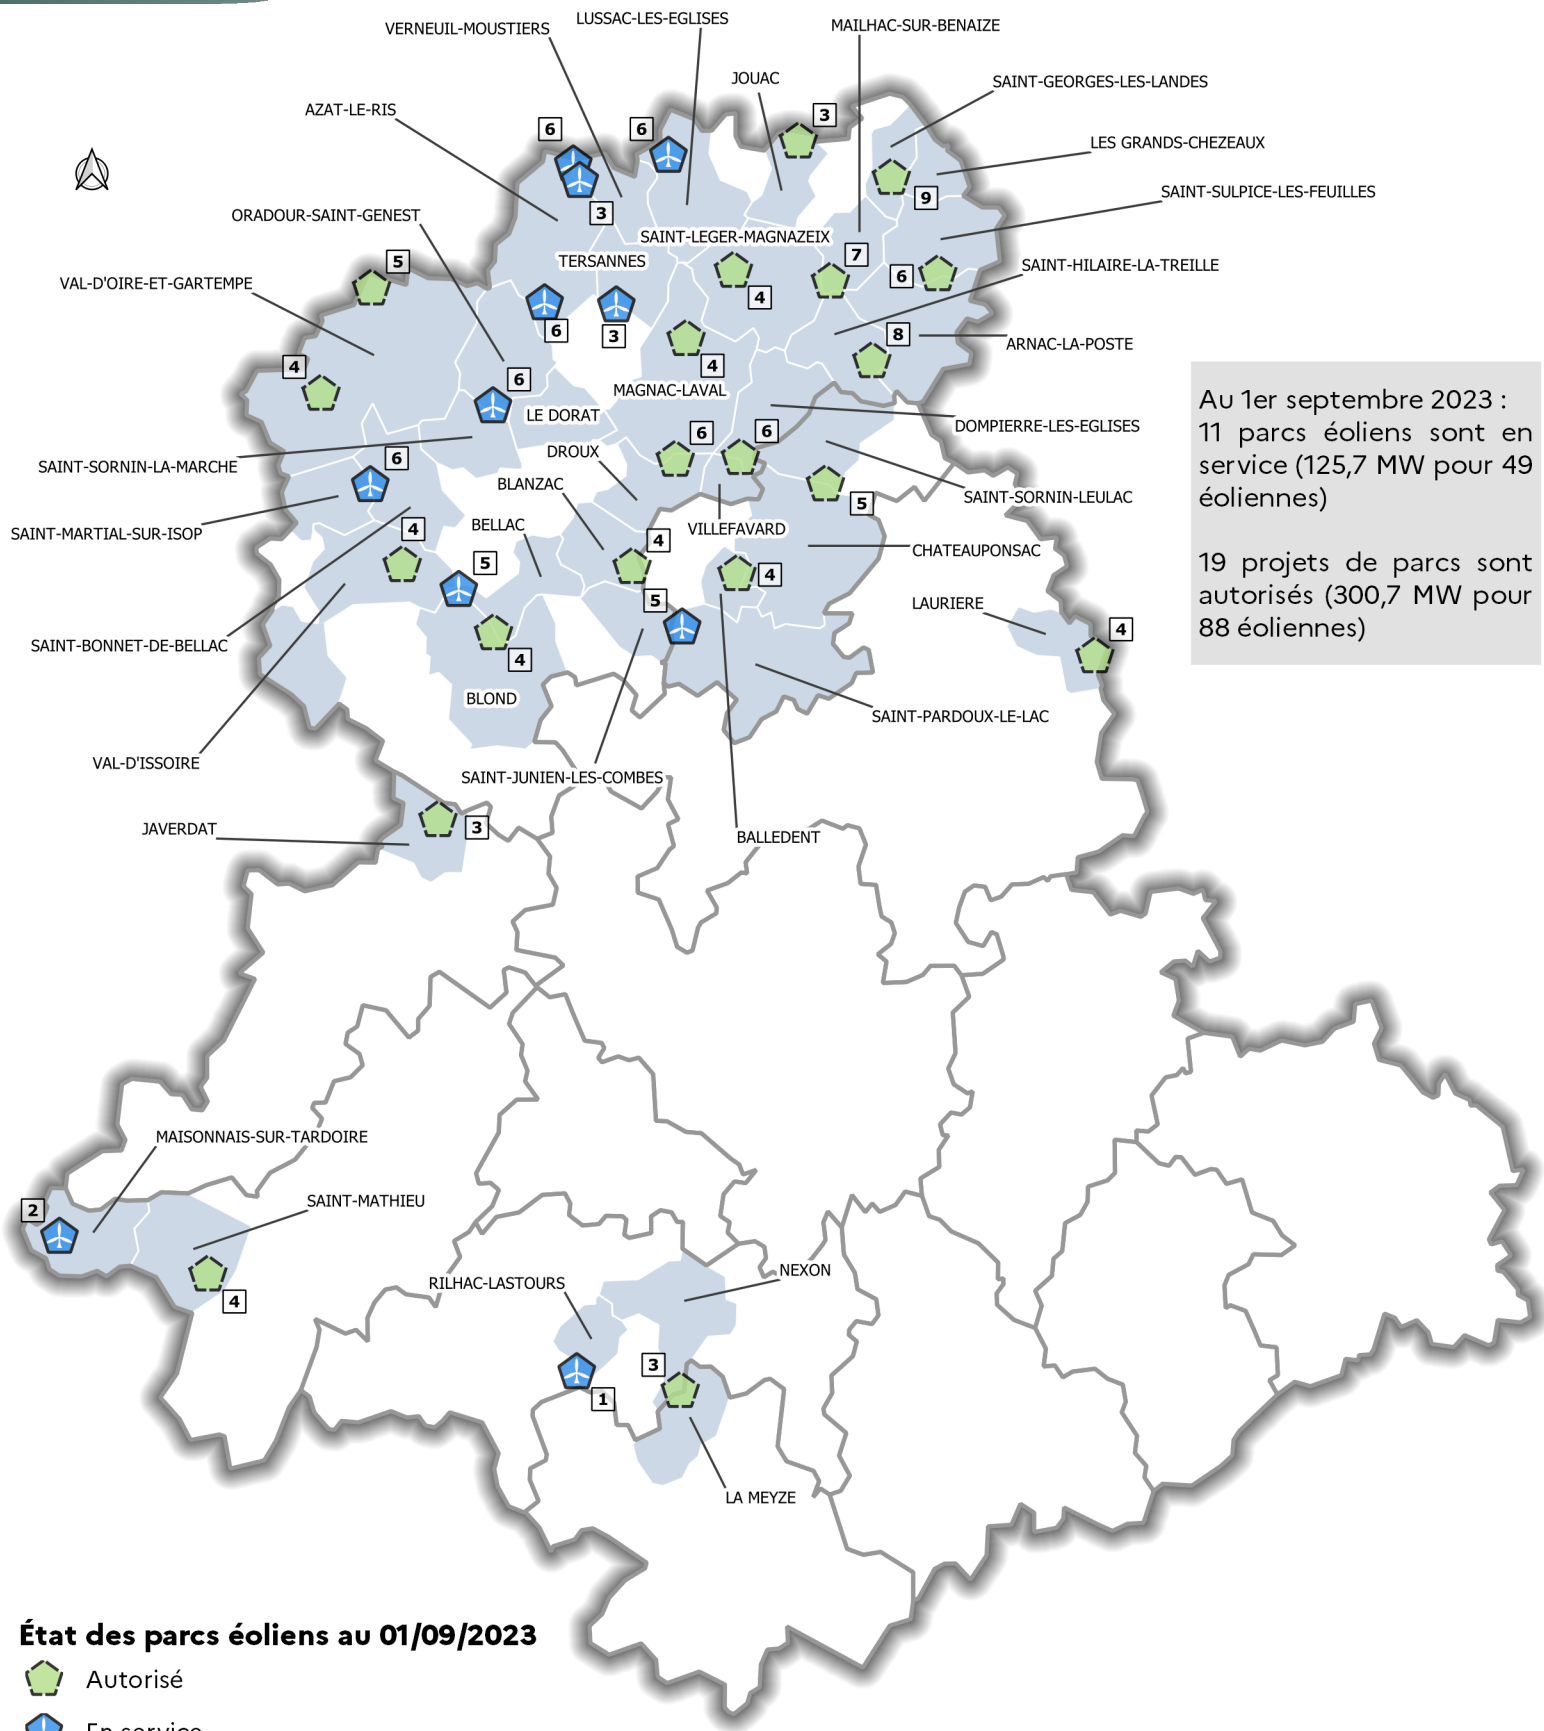 LUSSAC-LES-EGLISES
VERNEUIL-MOUSTIERS
MAILHAC-SUR-BENAIZE
JOUAC
SAINT-GEORGES-LES-LANDES
AZAT-LE-RIS
3
6
6
LES GRANDS-CHEZEAUX
SAINT-SULPICE-LES-FEUILLES
9
3
ORADOUR-SAINT-GENEST
SAINT-LEGER-MAGNAZEIX
7
TERSANNES
5
SAINT-HILAIRE-LA-TREILLE
6
VAL-D'OIRE-ET-GARTEMPE
4
6
3
8
ARNAC-LA-POSTE
4
4
6
MAGNAC-LAVAL
LE DORAT
DOMPIERRE-LES-EGLISES
6
6
DROUX
6
SAINT-SORNIN-LA-MARCHE
BLANZAC
SAINT-SORNIN-LEULAC
5
BELLAC
4
VILLEFAVARD
SAINT-MARTIAL-SUR-ISOP
4
CHATEAUPONSAC
5
4
5
LAURIERE
4
SAINT-BONNET-DE-BELLAC
4
BLOND
SAINT-PARDOUX-LE-LAC
VAL-D'ISSOIRE
SAINT-JUNIEN-LES-COMBES
JAVERDAT
3
BALLEDENT
Au 1er septembre 2023 :
11 parcs éoliens sont en
service (125,7 MW pour 49
éoliennes)
19 projets de parcs sont
autorisés (300,7 MW pour
88 éoliennes)
MAISONNAIS-SUR-TARDOIRE
SAINT-MATHIEU
2
4
NEXON
RILHAC-LASTOURS
3
1
LA MEYZE
État des parcs éoliens au 01/09/2023
Autorisé
En service